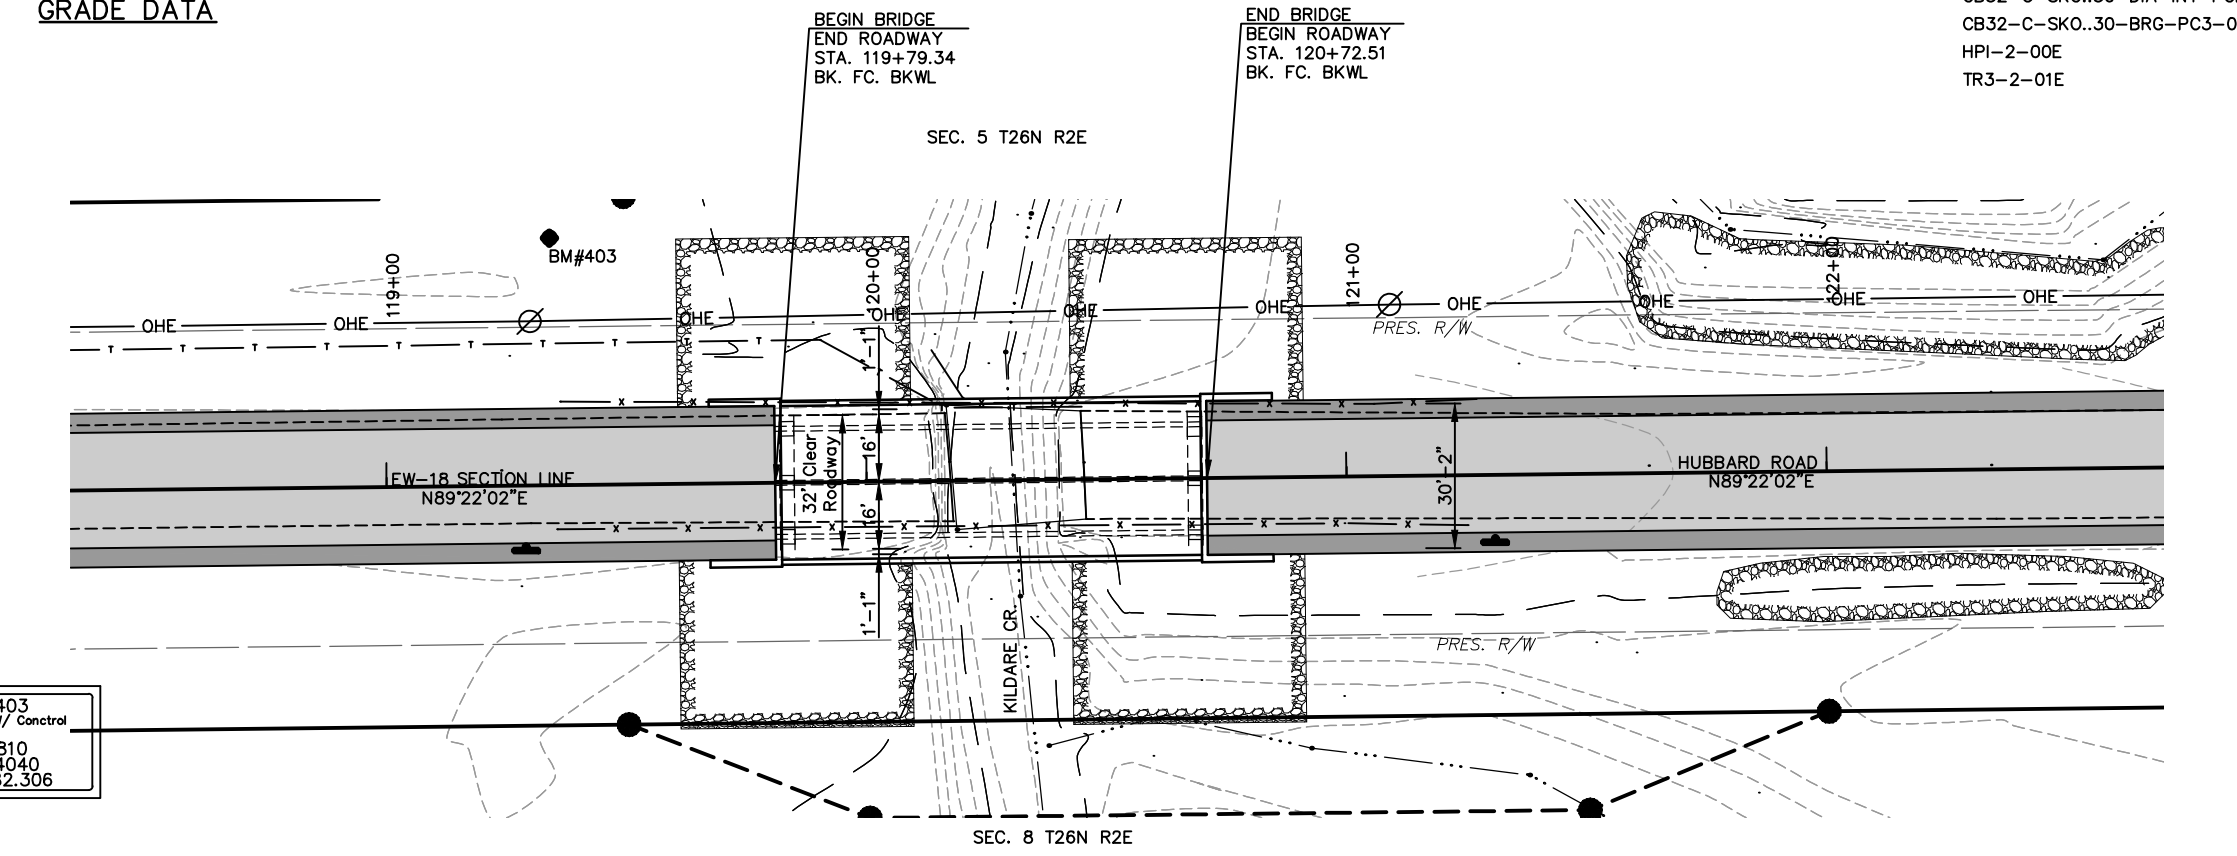 GRADE DATA
BEGIN BRIDGE
END ROADWAY
STA. 119+79.34
BK. FC. BKWL
END BRIDGE
BEGIN ROADWAY
STA. 120+72.51
BK. FC. BKWL
CB32-C-SKO..30-BRG-PC3-0
HPI-2-00E
TR3-2-01E
SEC. 5 T26N R2E
BM#403
119+00
120+00
121+00
122+00
OHE
OHE
OHE
OHE
OHE
OHE
OHE
OHE
OHE
OHE
PRES. R/W
T T T T T T T T T T
1'-1"
16'
16'
1'-1"
32' Clear
Roadway
EW-18 SECTION LINE
N89°22'02"E
30'-2"
HUBBARD ROAD
N89°22'02"E
KILDARE CR.
PRES. R/W
403
W/ Conctrol
810
4040
32.306
SEC. 8 T26N R2E